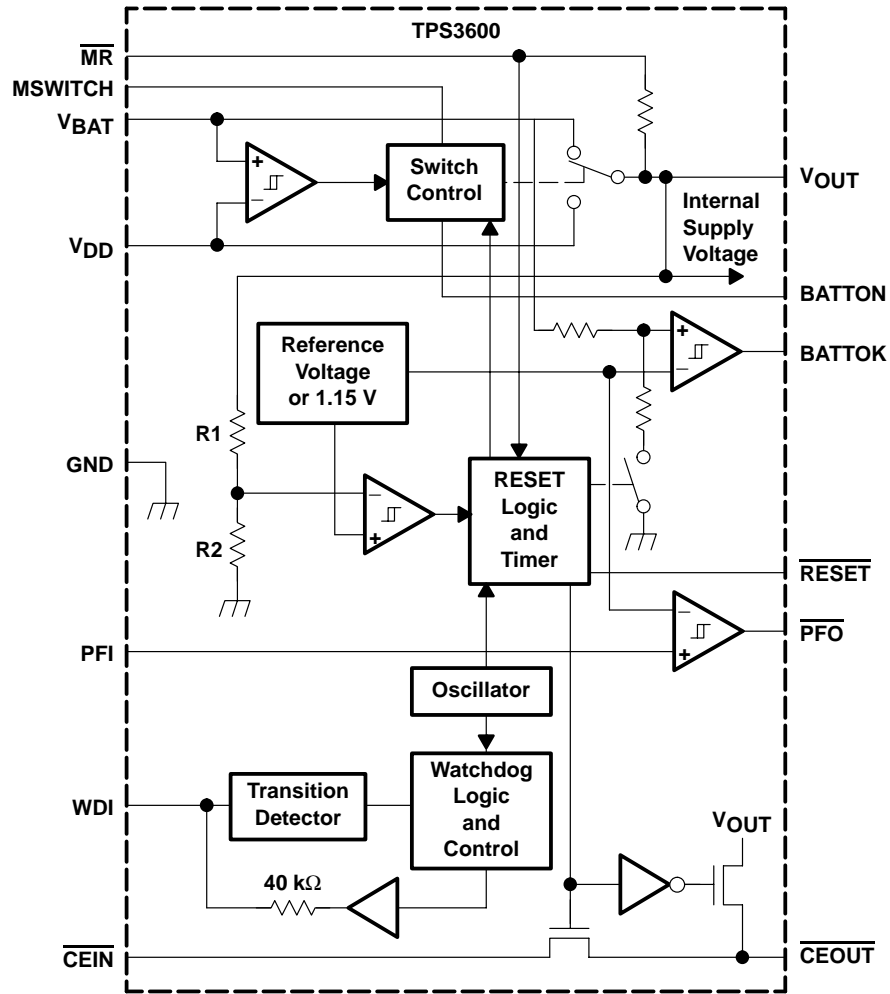 TPS3600
MR
MSWITCH
VBAT
+
−
Switch
Control
VOUT
Internal
Supply
Voltage
VDD
BATTON
+
−
BATTOK
Reference
Voltage
or 1.15 V
R1
GND
−
+
RESET
Logic
and
Timer
R2
RESET
−
+
PFO
PFI
Oscillator
WDI
Transition
Detector
Watchdog
Logic
and
Control
VOUT
40 kΩ
CEIN
CEOUT